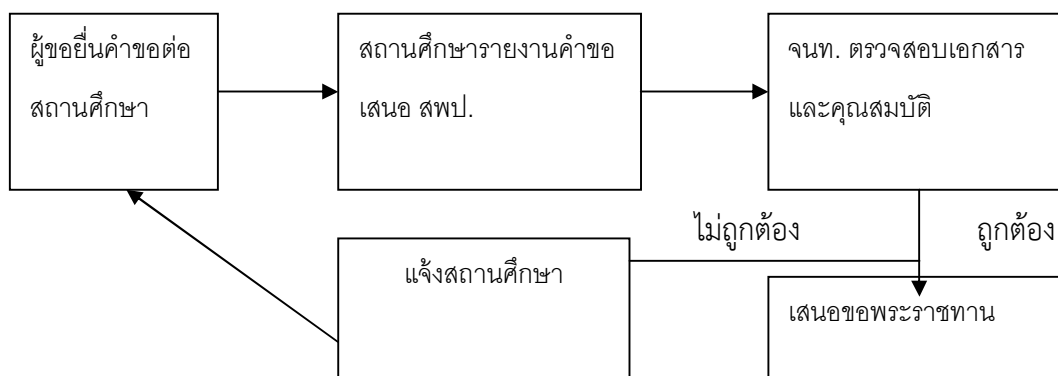 ผู้ขอยื่นคำขอต่อ
สถานศึกษา
สถานศึกษารายงานคำขอ
เสนอ สพป.
จนท. ตรวจสอบเอกสาร
และคุณสมบัติ
ไม่ถูกต้อง
ถูกต้อง
แจ้งสถานศึกษา
เสนอขอพระราชทาน